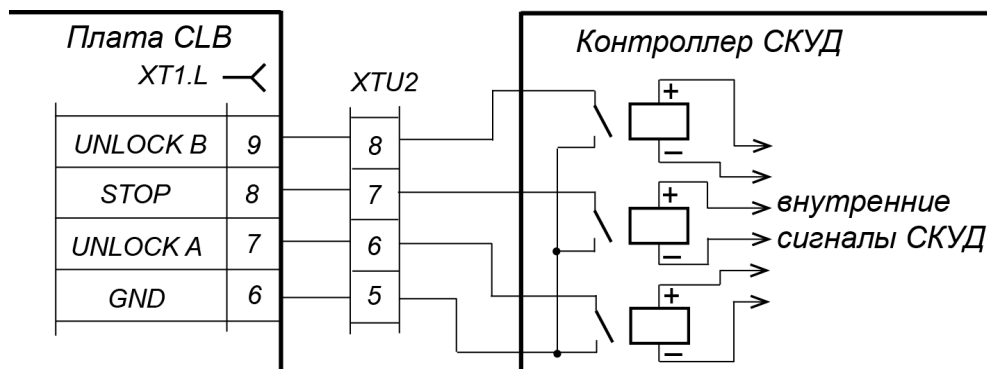 Плата CLB
Контроллер СКУД
XT1.L
XTU2
UNLOCK B 9 8
STOP 8 7
UNLOCK A 7 6
GND 6 5
+
−
+
−
+
−
внутренние
сигналы СКУД